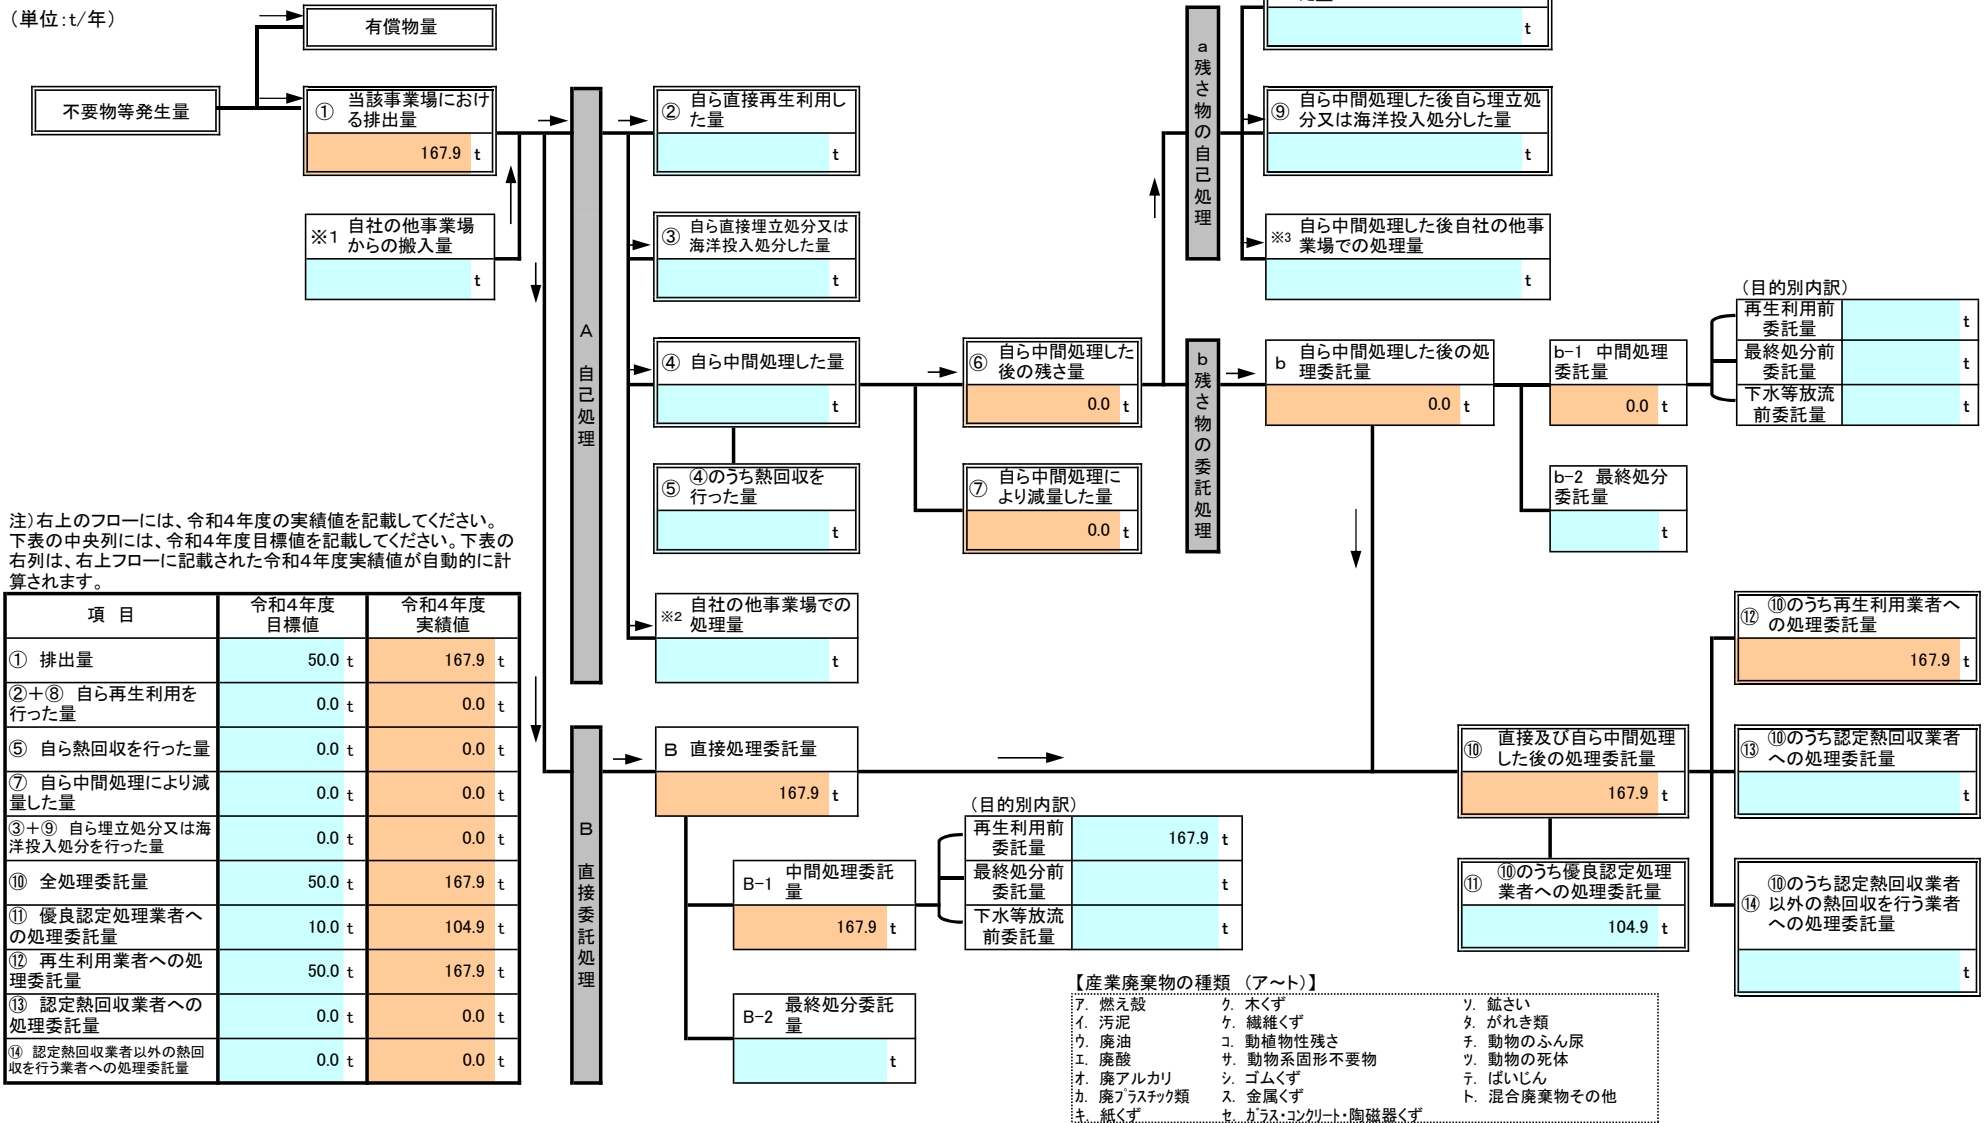 (単位:t/年)
有償物量
不要物等発生量
① 当該事業場におけ
る排出量
167.9 t
※1 自社の他事業場
からの搬入量
t
A 自己処理
② 自ら直接再生利用し
た量
t
③ 自ら直接埋立処分又は
海洋投入処分した量
t
④ 自ら中間処理した量
t
⑤ ④のうち熱回収を
行った量
t
※2 自社の他事業場での
処理量
t
⑥ 自ら中間処理した
後の残さ量
0.0 t
⑦ 自ら中間処理に
より減量した量
0.0 t
a 残さ物の自己処理
t
⑨ 自ら中間処理した後自ら埋立処
分又は海洋投入処分した量
t
※3 自ら中間処理した後自社の他事
業場での処理量
t
b 残さ物の委託処理
b 自ら中間処理した後の処
理委託量
0.0 t
b-1 中間処理
委託量
0.0 t
b-2 最終処分
委託量
t
(目的別内訳)
再生利用前
委託量 t
最終処分前
委託量 t
下水等放流
前委託量 t
注)右上のフローには、令和4年度の実績値を記載してください。
下表の中央列には、令和4年度目標値を記載してください。下表の
右列は、右上フローに記載された令和4年度実績値が自動的に計
算されます。
項 目 令和4年度 令和4年度
目標値 実績値
① 排出量 50.0 t 167.9 t
②+⑧ 自ら再生利用を
行った量 0.0 t 0.0 t
⑤ 自ら熱回収を行った量 0.0 t 0.0 t
⑦ 自ら中間処理により減
量した量 0.0 t 0.0 t
③+⑨ 自ら埋立処分又は海
洋投入処分を行った量 0.0 t 0.0 t
⑩ 全処理委託量 50.0 t 167.9 t
⑪ 優良認定処理業者へ
の処理委託量 10.0 t 104.9 t
⑫ 再生利用業者への処
理委託量 50.0 t 167.9 t
⑬ 認定熱回収業者への
処理委託量 0.0 t 0.0 t
⑭ 認定熱回収業者以外の熱回
収を行う業者への処理委託量 0.0 t 0.0 t
B 直接委託処理
B 直接処理委託量
167.9 t
B-1 中間処理委託
量
167.9 t
B-2 最終処分委託
量
t
(目的別内訳)
再生利用前
委託量 167.9 t
最終処分前
委託量 t
下水等放流
前委託量 t
⑩ 直接及び自ら中間処理
した後の処理委託量
167.9 t
⑪ ⑩のうち優良認定処理
業者への処理委託量
104.9 t
⑫ ⑩のうち再生利用業者へ
の処理委託量
167.9 t
⑬ ⑩のうち認定熱回収業者
への処理委託量
t
⑭ ⑩のうち認定熱回収業者
以外の熱回収を行う業者
への処理委託量
t
【産業廃棄物の種類 (ア~ト)】
ア. 燃え殻 ク. 木くず ソ. 鉱さい
イ. 汚泥 ケ. 繊維くず タ. がれき類
ウ. 廃油 コ. 動植物性残さ チ. 動物のふん尿
エ. 廃酸 サ. 動物系固形不要物 ツ. 動物の死体
オ. 廃アルカリ シ. ゴムくず テ. ばいじん
カ. 廃プラスチック類 ス. 金属くず ト. 混合廃棄物その他
キ. 紙くず セ. ガラス・コンクリート・陶磁器くず